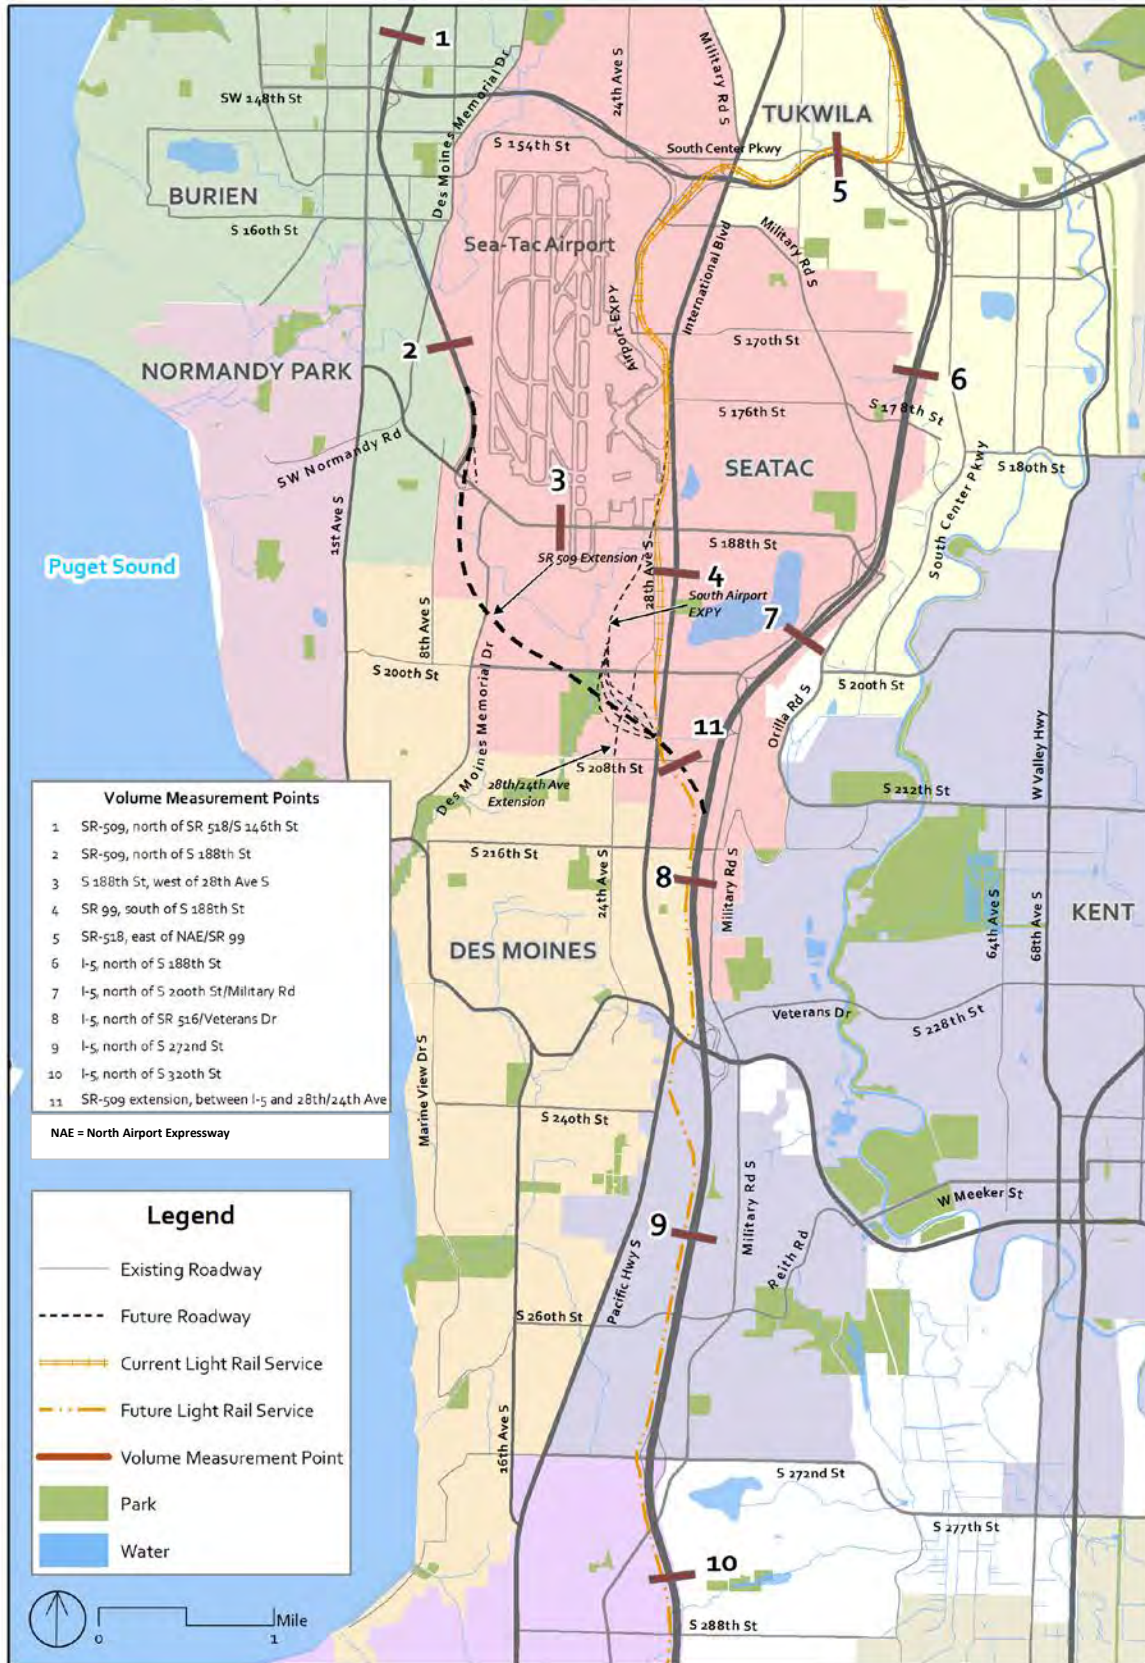 1
Des Moines Memorial Dr
24th Ave S
Military Rd S
SW 148th St
TUKWILA
S 154th St
South Center Pkwy
5
BURIEN
S 160th St
Des Moines Memorial Dr
Sea-Tac Airport
International Blvd
Military Rd S
Airport EXPY
2
S 170th St
NORMANDY PARK
6
S 176th St
S 178th St
SW Normandy Rd
SEATAC
South Center Pkwy
S 180th St
3
1st Ave S
S 188th St
SR 509 Extension
Puget Sound
28th Ave S
4
South Airport
EXPY
7
8th Ave S
S 200th St
Des Moines Memorial Dr
S 200th St
Orilla Rd S
W Valley Hwy
11
S 208th St
28th/24th Ave
Extension
S 212th St
Volume Measurement Points
1 SR-509, north of SR 518/S 146th St
2 SR-509, north of S 188th St
3 S 188th St, west of 28th Ave S
4 SR 99, south of S 188th St
5 SR-518, east of NAE/SR 99
6 I-5, north of S 188th St
7 I-5, north of S 200th St/Military Rd
8 I-5, north of SR 516/Veterans Dr
9 I-5, north of S 272nd St
10 I-5, north of S 320th St
11 SR-509 extension, between I-5 and 28th/24th Ave
NAE = North Airport Expressway
S 216th St
24th Ave S
8
Military Rd S
64th Ave S
68th Ave S
KENT
DES MOINES
Veterans Dr
S 228th St
Marine View Dr S
S 240th St
Military Rd S
W Meeker St
9
Reith Rd
Pacific Hwy S
S 260th St
16th Ave S
S 272nd St
S 277th St
10
S 288th St
Legend
Existing Roadway
Future Roadway
Current Light Rail Service
Future Light Rail Service
Volume Measurement Point
Park
Water
Mile
0 1